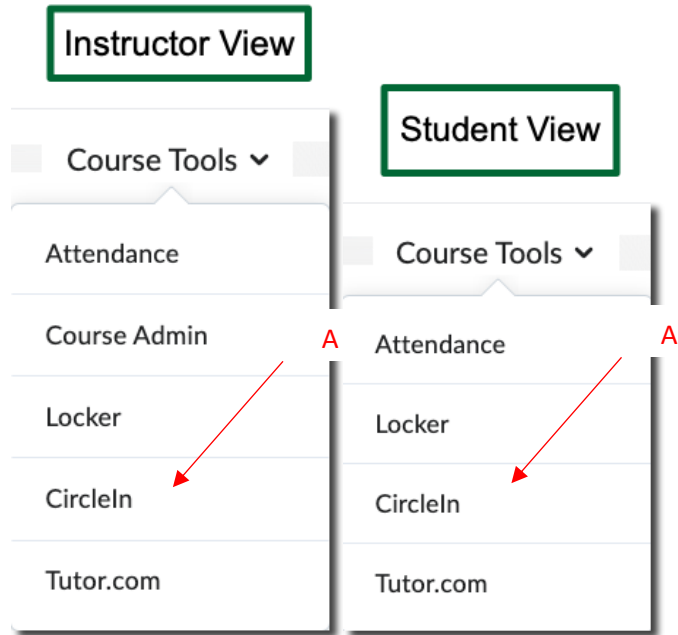 Instructor View
Course Tools
Attendance
Course Admin
A
Locker
CircleIn
Tutor.com
Student View
Course Tools
A
Attendance
Locker
CircleIn
Tutor.com